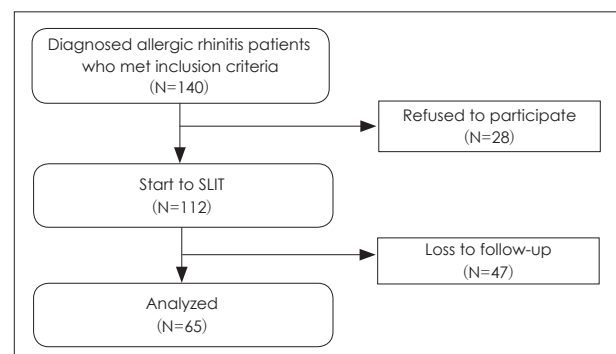 Diagnosed allergic rhinitis patients
who met inclusion criteria
(N=140)
Refused to participate
(N=28)
Start to SLIT
(N=112)
Loss to follow-up
(N=47)
Analyzed
(N=65)